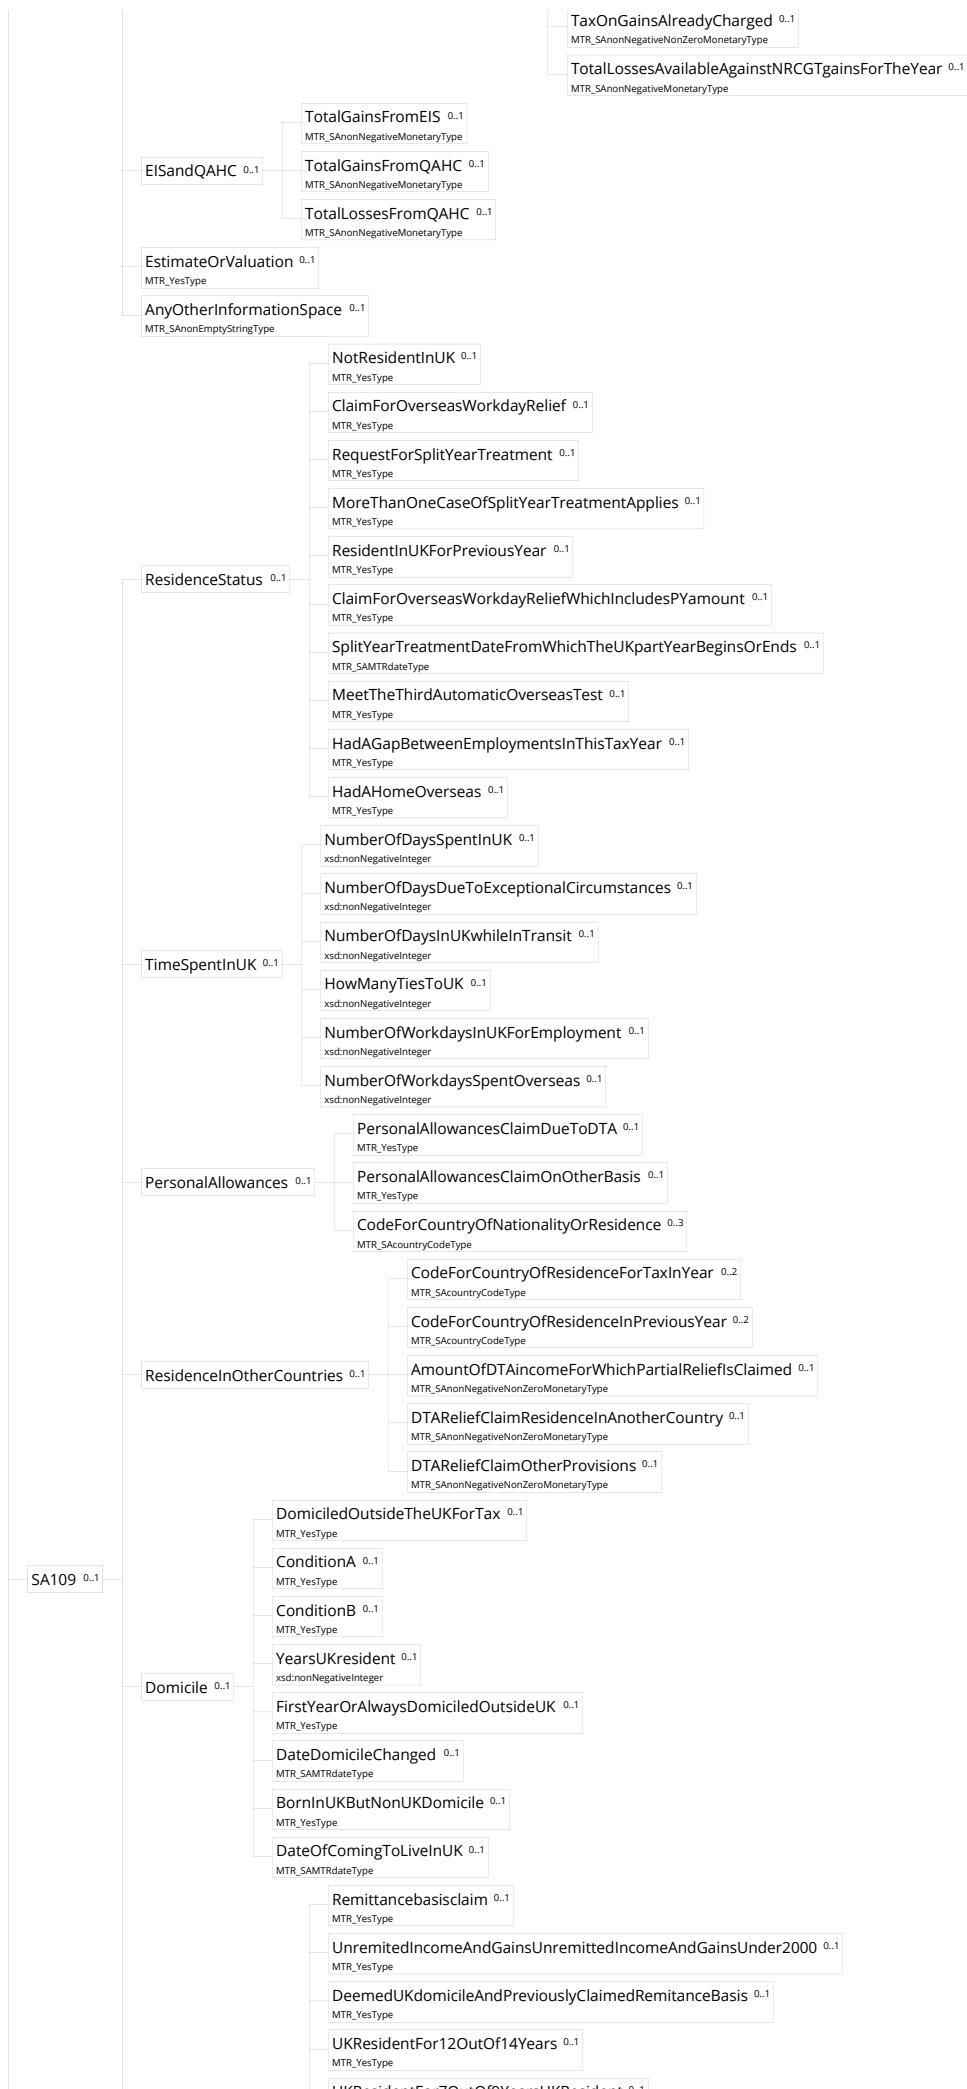 TaxOnGainsAlreadyCharged 0..1
MTR_SAnonNegativeNonZeroMonetaryType
TotalLossesAvailableAgainstNRCGTgainsForTheYear 0..1
MTR_SAnonNegativeMonetaryType
EISandQAHC 0..1
TotalGainsFromEIS 0..1
MTR_SAnonNegativeMonetaryType
TotalGainsFromQAHC 0..1
MTR_SAnonNegativeMonetaryType
TotalLossesFromQAHC 0..1
MTR_SAnonNegativeMonetaryType
EstimateOrValuation 0..1
MTR_YesType
AnyOtherInformationSpace 0..1
MTR_SAnonEmptyStringType
SA109 0..1
ResidenceStatus 0..1
NotResidentInUK 0..1
MTR_YesType
ClaimForOverseasWorkdayRelief 0..1
MTR_YesType
RequestForSplitYearTreatment 0..1
MTR_YesType
MoreThanOneCaseOfSplitYearTreatmentApplies 0..1
MTR_YesType
ResidentInUKForPreviousYear 0..1
MTR_YesType
ClaimForOverseasWorkdayReliefWhichIncludesPYamount 0..1
MTR_YesType
SplitYearTreatmentDateFromWhichTheUKpartYearBeginsOrEnds 0..1
MTR_SAMTRdateType
MeetTheThirdAutomaticOverseasTest 0..1
MTR_YesType
HadAGapBetweenEmploymentsInThisTaxYear 0..1
MTR_YesType
HadAHomeOverseas 0..1
MTR_YesType
TimeSpentInUK 0..1
NumberOfDaysSpentInUK 0..1
xsd:nonNegativeInteger
NumberOfDaysDueToExceptionalCircumstances 0..1
xsd:nonNegativeInteger
NumberOfDaysInUKwhileInTransit 0..1
xsd:nonNegativeInteger
HowManyTiesToUK 0..1
xsd:nonNegativeInteger
NumberOfWorkdaysInUKForEmployment 0..1
xsd:nonNegativeInteger
NumberOfWorkdaysSpentOverseas 0..1
xsd:nonNegativeInteger
PersonalAllowances 0..1
PersonalAllowancesClaimDueToDTA 0..1
MTR_YesType
PersonalAllowancesClaimOnOtherBasis 0..1
MTR_YesType
CodeForCountryOfNationalityOrResidence 0..3
MTR_SAcountryCodeType
ResidenceInOtherCountries 0..1
CodeForCountryOfResidenceForTaxInYear 0..2
MTR_SAcountryCodeType
CodeForCountryOfResidenceInPreviousYear 0..2
MTR_SAcountryCodeType
AmountOfDTAincomeForWhichPartialReliefIsClaimed 0..1
MTR_SAnonNegativeNonZeroMonetaryType
DTAReliefClaimResidenceInAnotherCountry 0..1
MTR_SAnonNegativeNonZeroMonetaryType
DTAReliefClaimOtherProvisions 0..1
MTR_SAnonNegativeNonZeroMonetaryType
Domicile 0..1
DomiciledOutsideTheUKForTax 0..1
MTR_YesType
ConditionA 0..1
MTR_YesType
ConditionB 0..1
MTR_YesType
YearsUKresident 0..1
xsd:nonNegativeInteger
FirstYearOrAlwaysDomiciledOutsideUK 0..1
MTR_YesType
DateDomicileChanged 0..1
MTR_SAMTRdateType
BornInUKButNonUKDomicile 0..1
MTR_YesType
DateOfComingToLiveInUK 0..1
MTR_SAMTRdateType
Remittancebasisclaim 0..1
MTR_YesType
UnremitedIncomeAndGainsUnremittedIncomeAndGainsUnder2000 0..1
MTR_YesType
DeemedUKdomicileAndPreviouslyClaimedRemitanceBasis 0..1
MTR_YesType
UKResidentFor12OutOf14Years 0..1
MTR_YesType